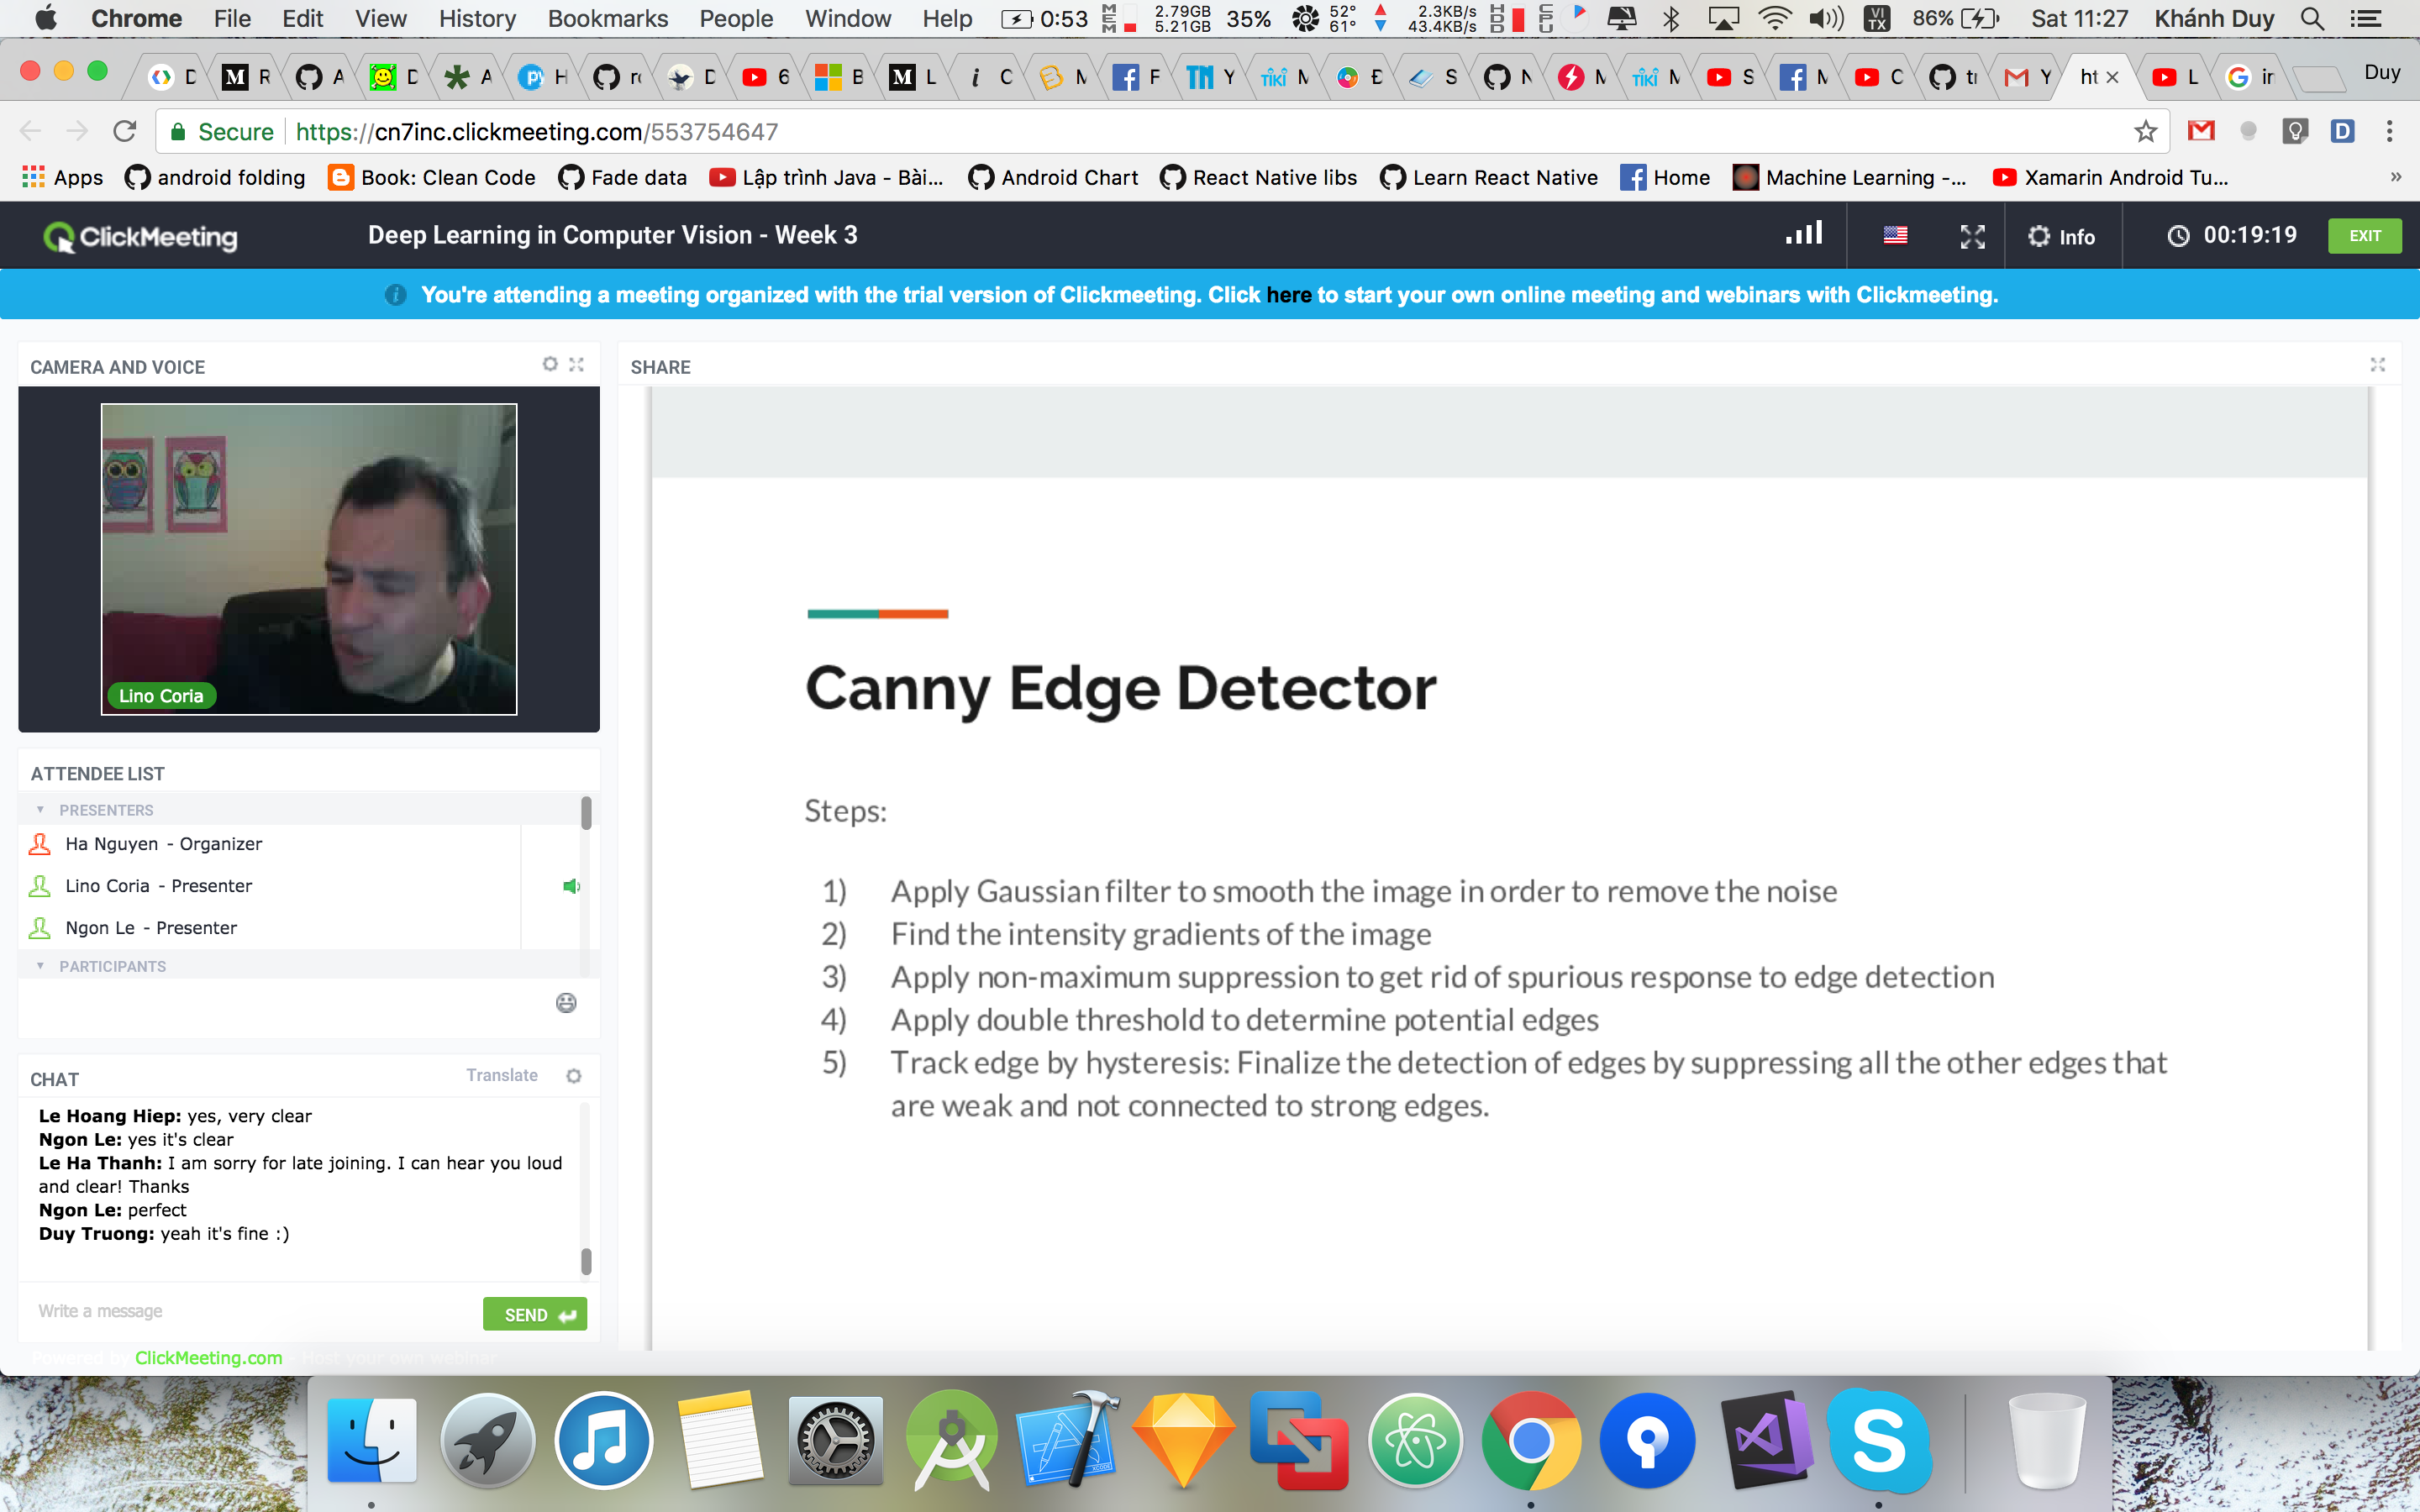 Chrome File Edit View History Bookmarks People Window Help 0:53 MEM 2.79GB 5.21GB 35% 52° 61° 2.3KB/s 43.4KB/s HDD CPU VI TX 86% Sat 11:27 Khánh Duy
D M R A D A H r D 6 B M L i C M F TN Y TIKI M Đ S N M TIKI M S M C t Y ht L ir Duy
Secure https://cn7inc.clickmeeting.com/553754647
Apps android folding Book: Clean Code Fade data Lập trình Java - Bài... Android Chart React Native libs Learn React Native Home Machine Learning -... Xamarin Android Tu... »
ClickMeeting Deep Learning in Computer Vision - Week 3 Info 00:19:19 EXIT
You're attending a meeting organized with the trial version of Clickmeeting. Click here to start your own online meeting and webinars with Clickmeeting.
CAMERA AND VOICE
Lino Coria
ATTENDEE LIST
PRESENTERS
Ha Nguyen - Organizer
Lino Coria - Presenter
Ngon Le - Presenter
PARTICIPANTS
CHAT Translate
Le Hoang Hiep: yes, very clear
Ngon Le: yes it's clear
Le Ha Thanh: I am sorry for late joining. I can hear you loud
and clear! Thanks
Ngon Le: perfect
Duy Truong: yeah it's fine :)
Write a message SEND
Powered by ClickMeeting.com
SHARE
Canny Edge Detector
Steps:
1) Apply Gaussian filter to smooth the image in order to remove the noise
2) Find the intensity gradients of the image
3) Apply non-maximum suppression to get rid of spurious response to edge detection
4) Apply double threshold to determine potential edges
5) Track edge by hysteresis: Finalize the detection of edges by suppressing all the other edges that
are weak and not connected to strong edges.